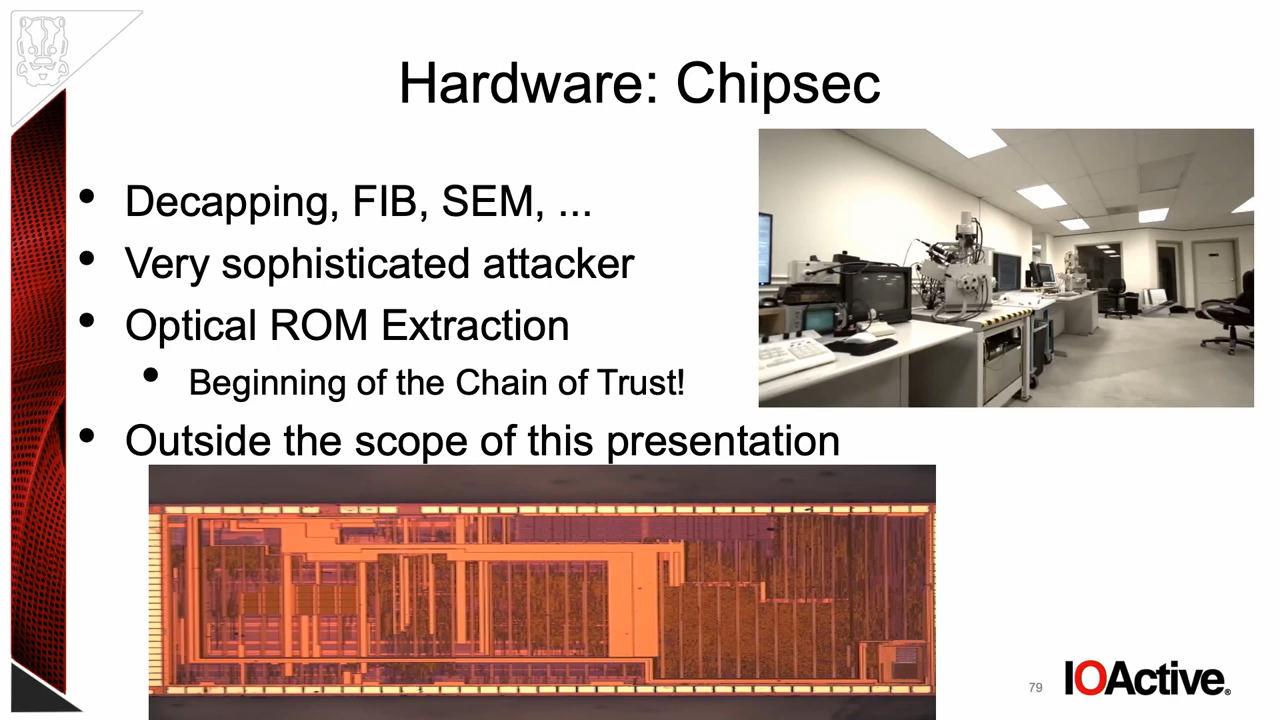 Hardware: Chipsec
• Decapping, FIB, SEM, ...
• Very sophisticated attacker
• Optical ROM Extraction
• Beginning of the Chain of Trust!
• Outside the scope of this presentation
79
IOActive®